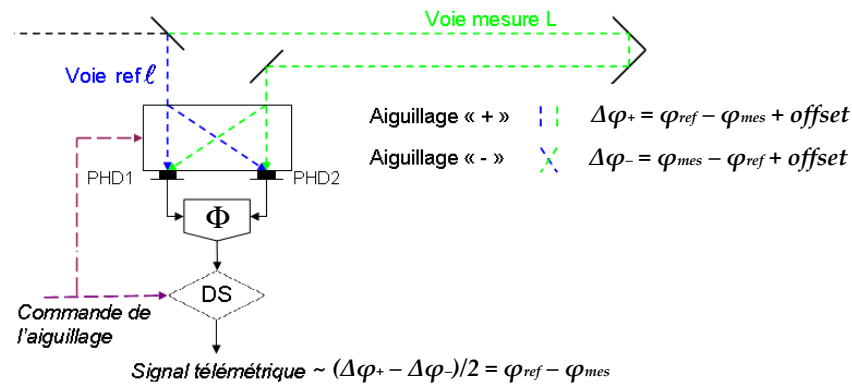 Voie mesure L
Voie ref ℓ
Aiguillage « + » Δφ+ = φref − φmes + offset
Aiguillage « - » Δφ− = φmes − φref + offset
PHD1
PHD2
Φ
DS
Commande de
l'aiguillage
Signal télémétrique ~ (Δφ+ − Δφ−)/2 = φref − φmes